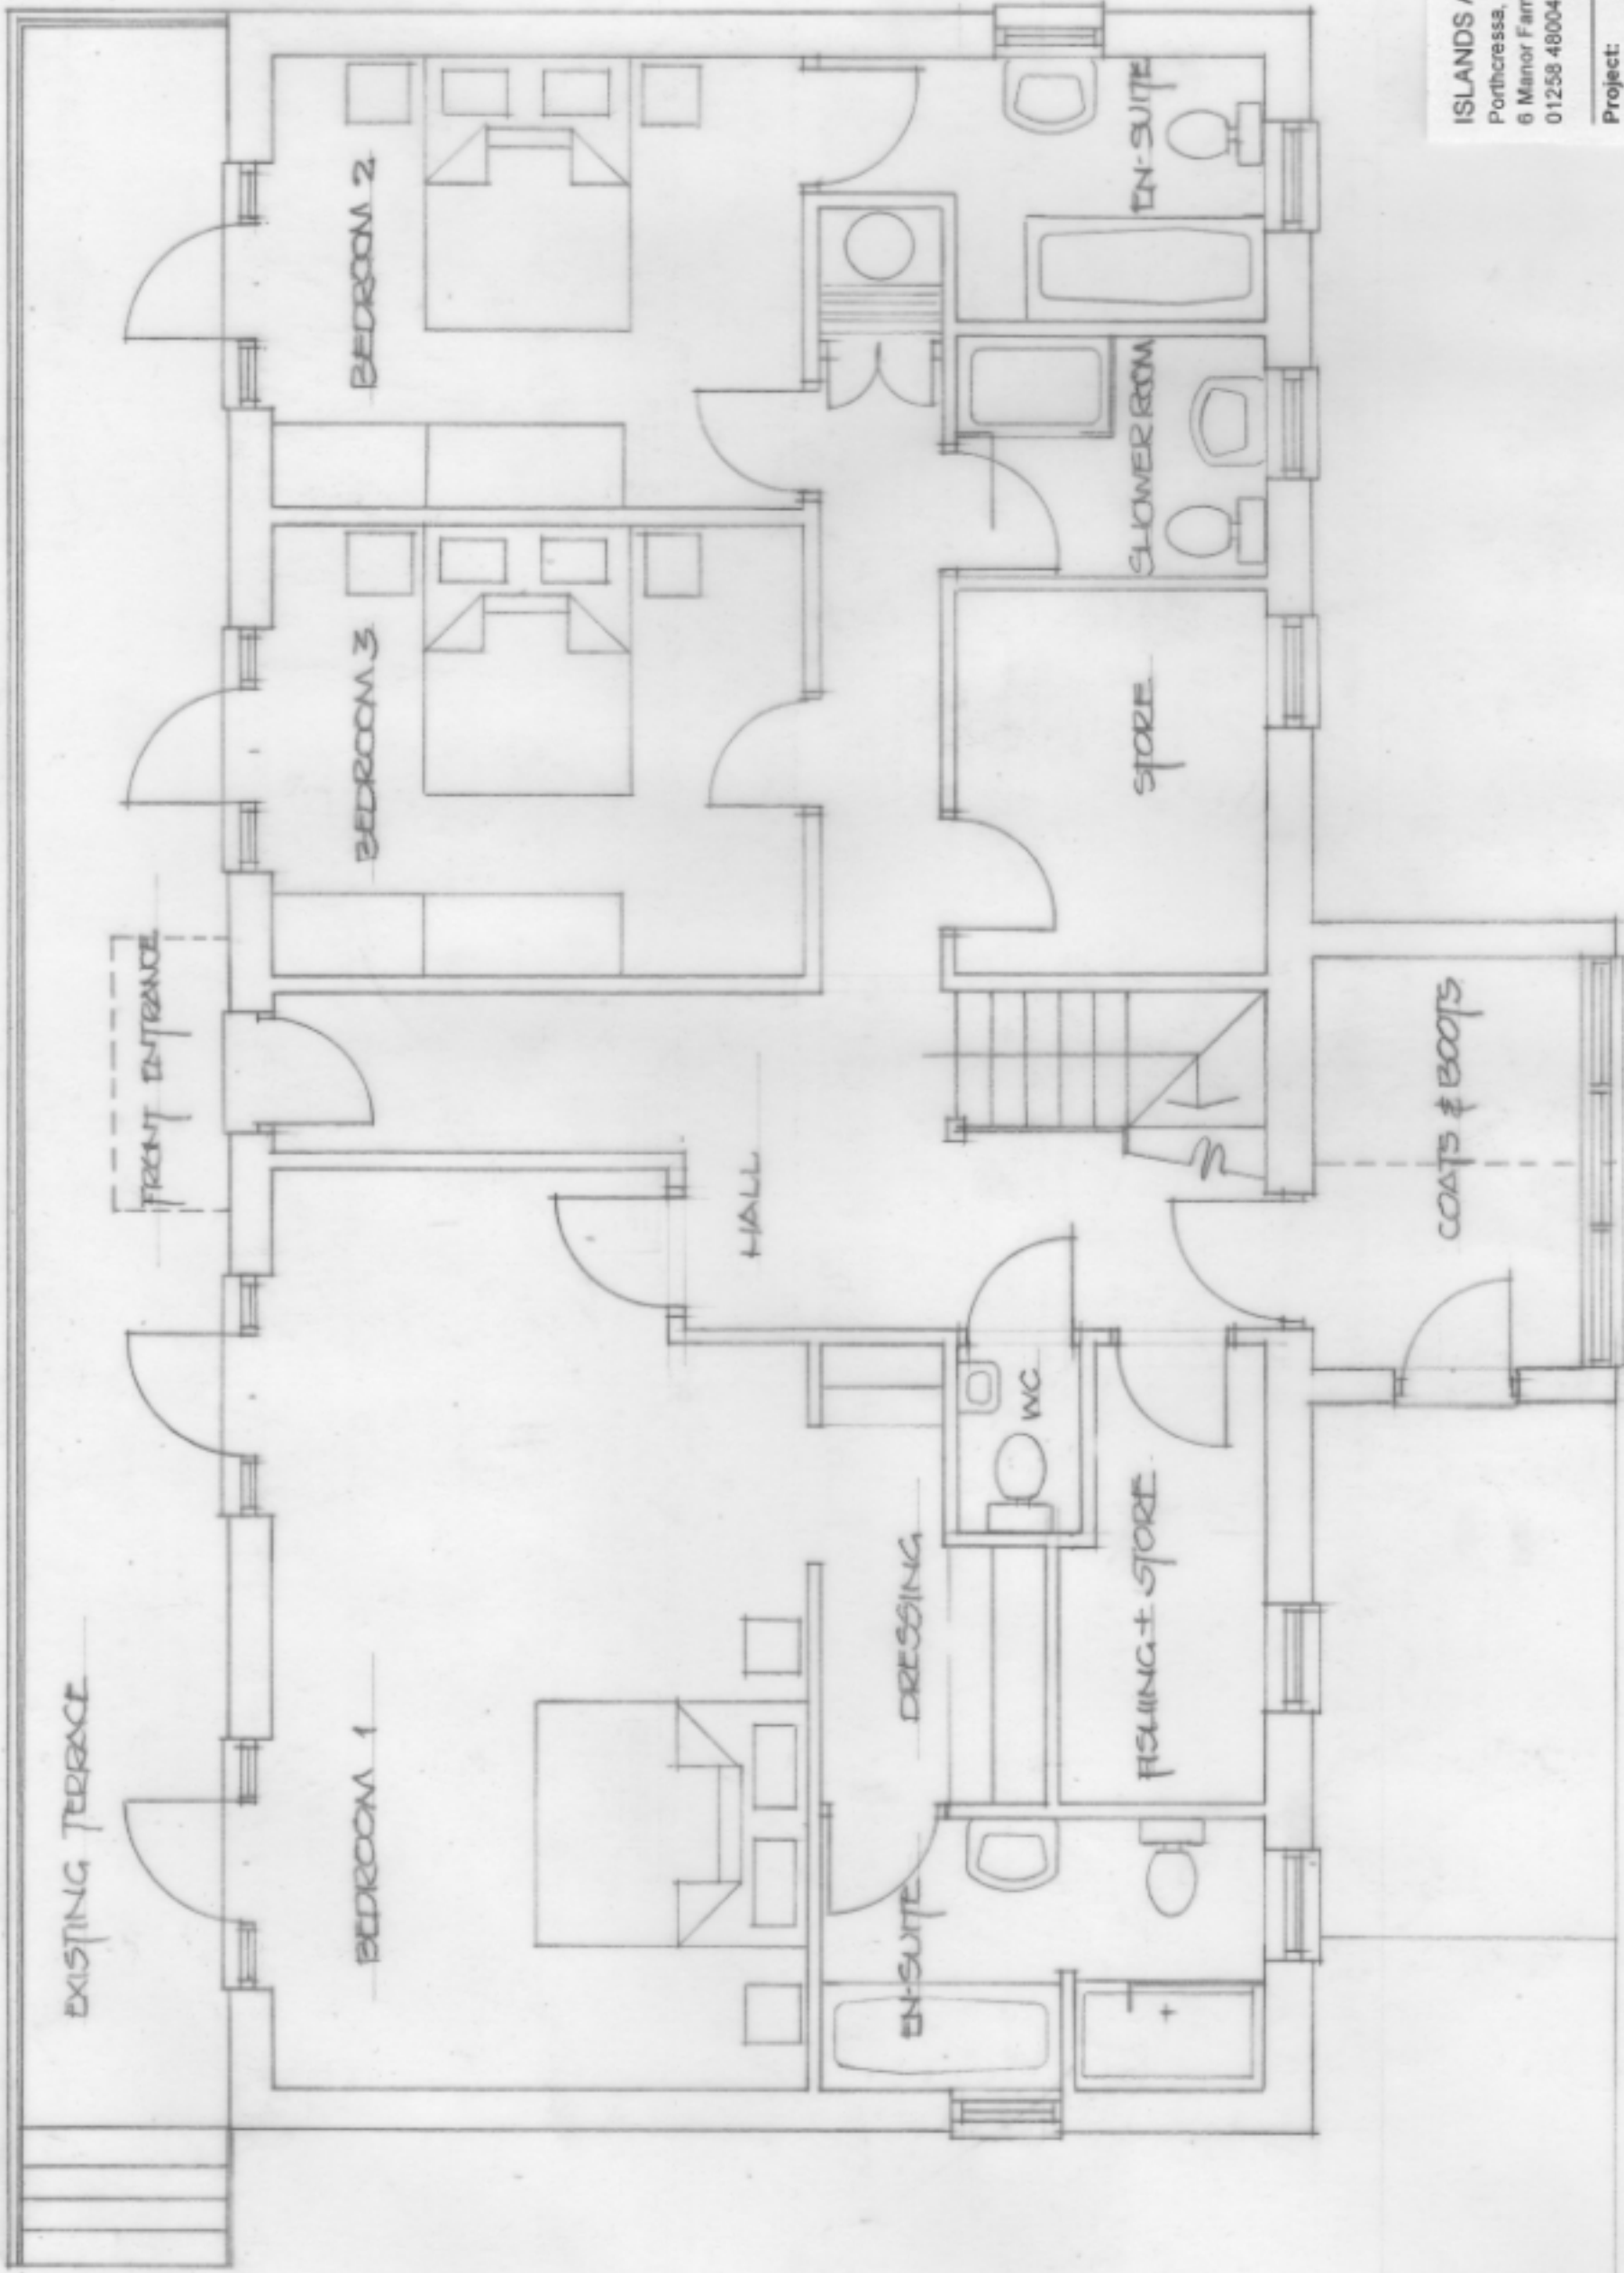 EXISTING TERRACE
FRONT ENTRANCE
BEDROOM 1
BEDROOM 3
BEDROOM 2
HALL
EN-SUITE
DRESSING
WC
FISHING + STORE
STORE
SHOWER ROOM
EN-SUITE
COATS & BOOTS
ISLANDS
Porthcressa,
6 Manor Far
01258 48004
Project: